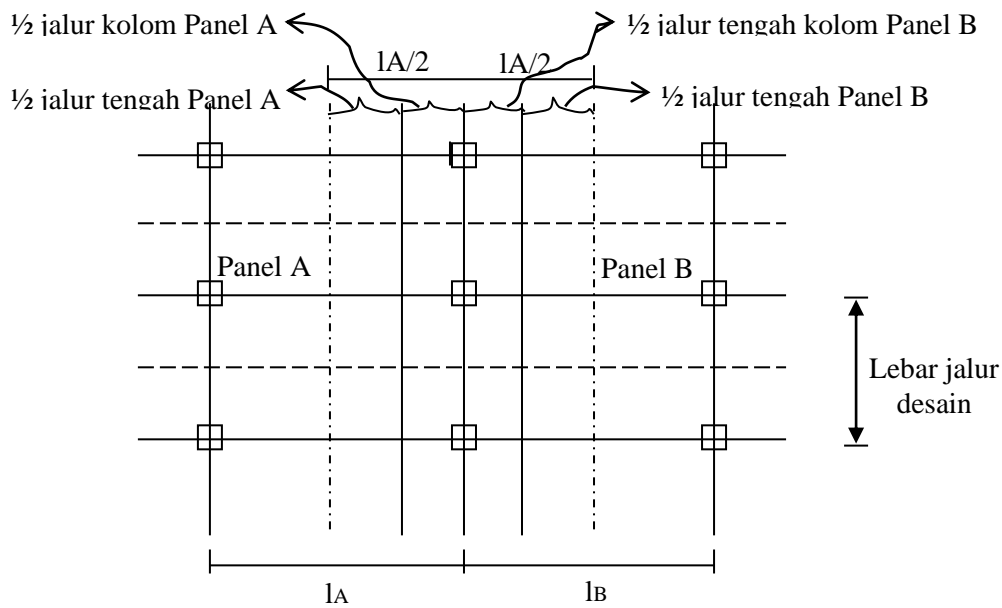 ½ jalur kolom Panel A
½ jalur tengah kolom Panel B
lA/2
lA/2
½ jalur tengah Panel A
½ jalur tengah Panel B
Panel A
Panel B
Lebar jalur
desain
lA
lB